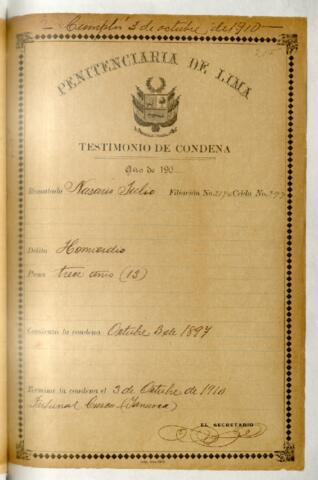 Cumplió 3 de octubre de 1910
PENITENCIARIA DE LIMA
TESTIMONIO DE CONDENA
Año de 190
Rematado Nasario Julio Filiación No. Celda No.
Delito Homicidio
Pena trece años (13)
Comienza la condena Octubre 3 de 1897
Termina la condena el 3 de Octubre de 1910
Tribunal Cuzco
EL SECRETARIO